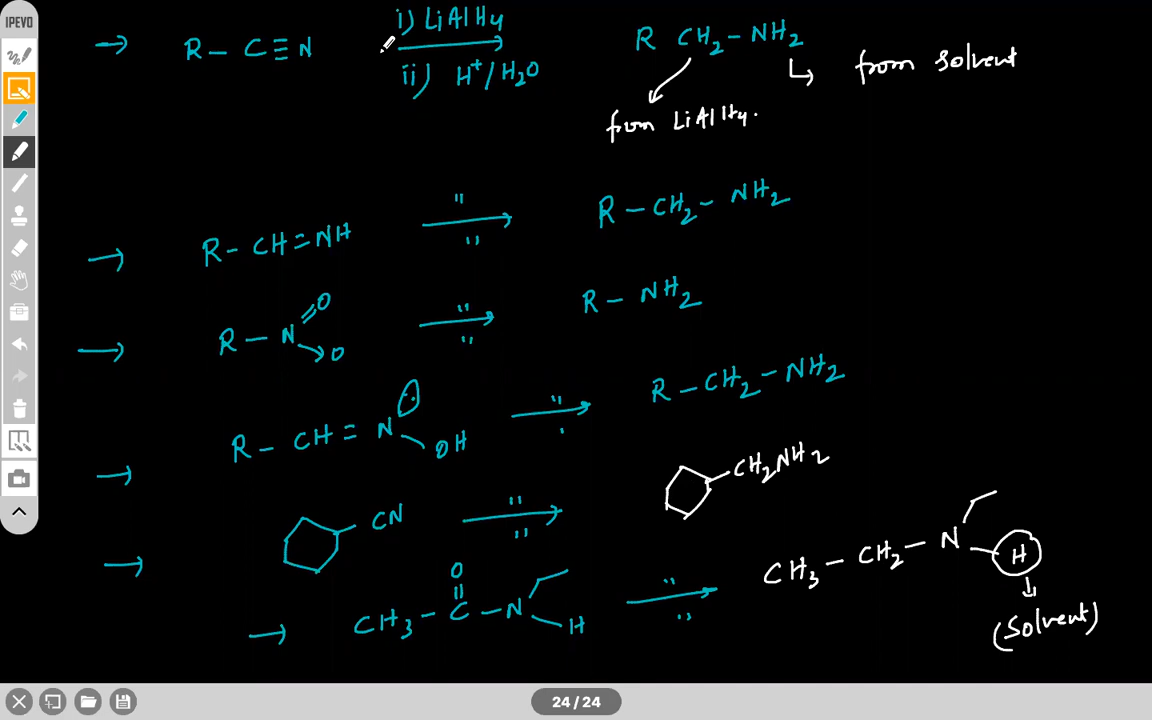 IPEVO
→ R - C ≡ N i) LiAlH4 ii) H+/H2O R CH2 - NH2
↳ from solvent
from LiAlH4.
→ R - CH = NH " " R - CH2 - NH2
→ R - N = O → O " " R - NH2
→ R - CH = N : OH " " R - CH2 - NH2
→ CN " " CH2NH2
→ CH3 - C = O - N - H " " CH3 - CH2 - N - H
(Solvent)
24 / 24